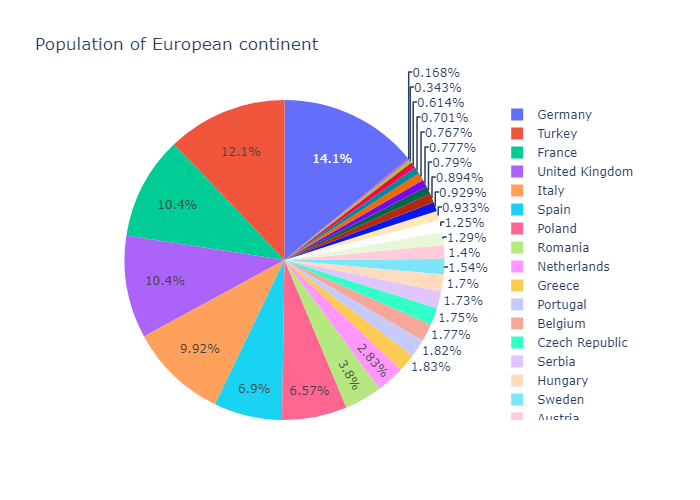 Population of European continent
0.168%
0.343%
0.614%
0.701%
0.767%
0.777%
0.79%
0.894%
0.929%
0.933%
1.25%
1.29%
1.4%
1.54%
1.7%
1.73%
1.75%
1.77%
1.82%
1.83%
14.1%
12.1%
10.4%
10.4%
9.92%
6.9%
6.57%
3.8%
2.83%
Germany
Turkey
France
United Kingdom
Italy
Spain
Poland
Romania
Netherlands
Greece
Portugal
Belgium
Czech Republic
Serbia
Hungary
Sweden
Austria